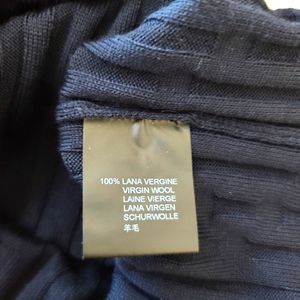 100% LANA VERGINE
VIRGIN WOOL
LAINE VIERGE
LANA VIRGEN
SCHURWOLLE
羊毛